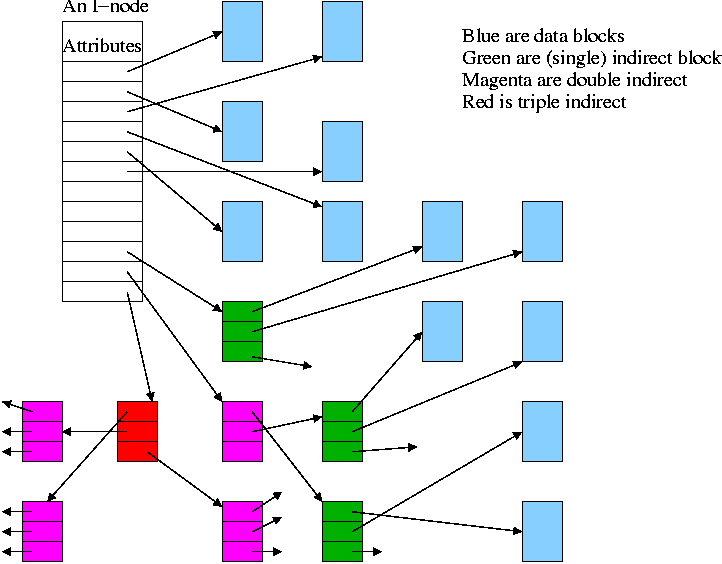 An I-node
Attributes
Blue are data blocks
Green are (single) indirect block
Magenta are double indirect
Red is triple indirect